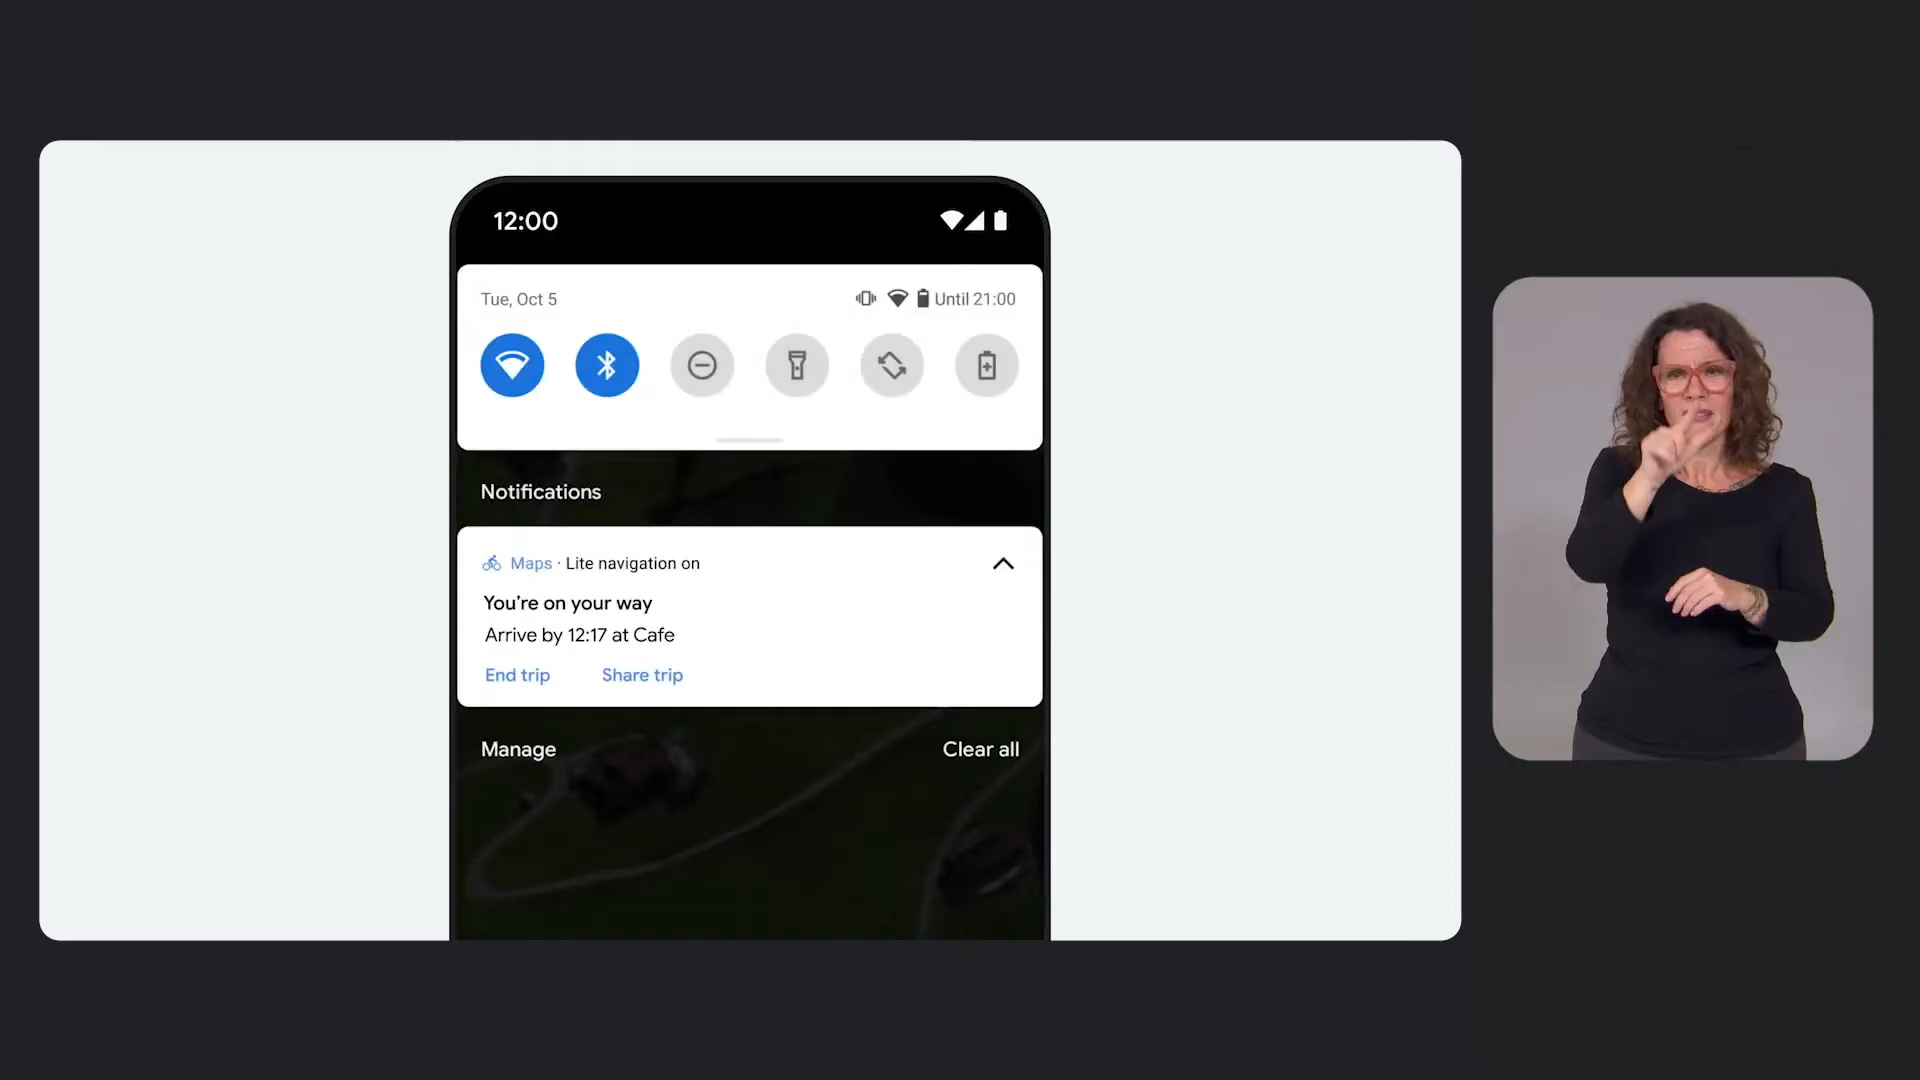 12:00
Tue, Oct 5
Until 21:00
Notifications
Maps · Lite navigation on
You’re on your way
Arrive by 12:17 at Cafe
End trip Share trip
Manage Clear all